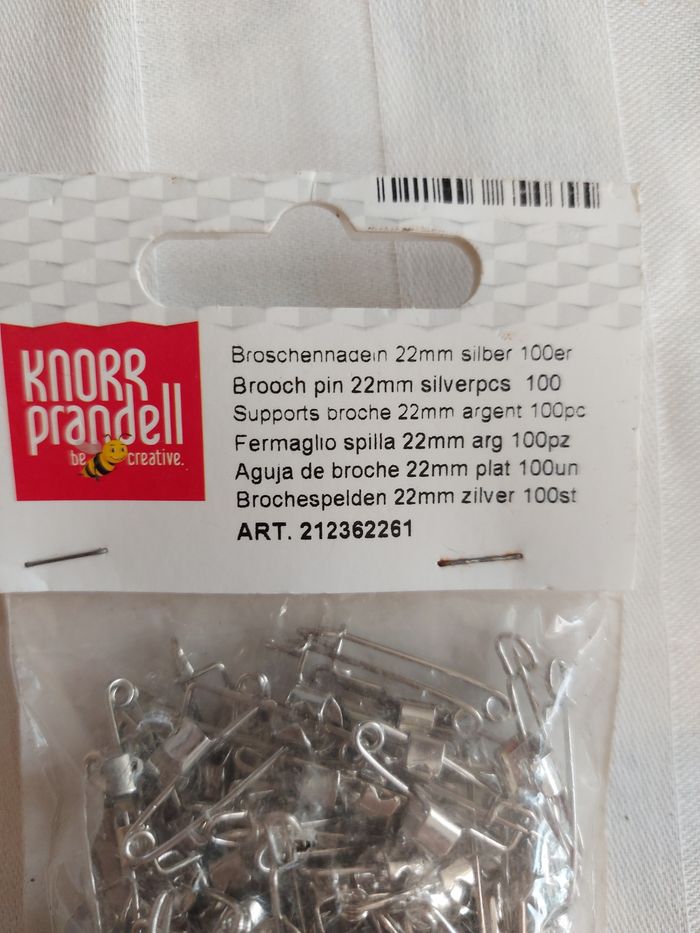 KNORR
prandell
be creative.
Broschennadeln 22mm silber 100er
Brooch pin 22mm silverpcs 100
Supports broche 22mm argent 100pc
Fermaglio spilla 22mm arg 100pz
Aguja de broche 22mm plat 100un
Brochespelden 22mm zilver 100st
ART. 212362261